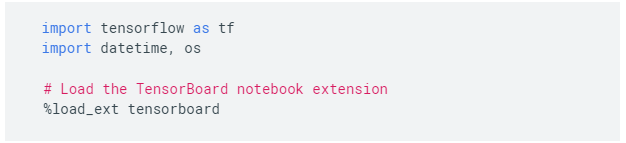 import tensorflow as tf
import datetime, os
# Load the TensorBoard notebook extension
%load_ext tensorboard